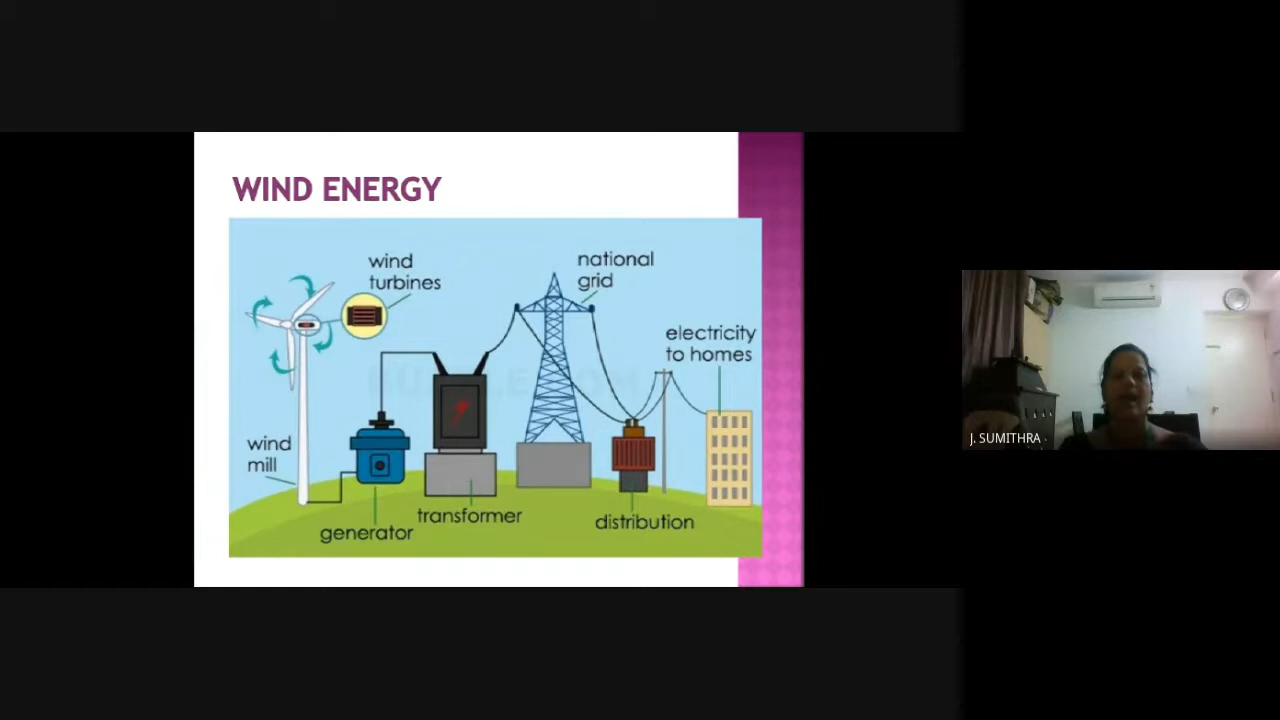 WIND ENERGY
wind
turbines
national
grid
electricity
to homes
wind
mill
generator
transformer
distribution
J. SUMITHRA